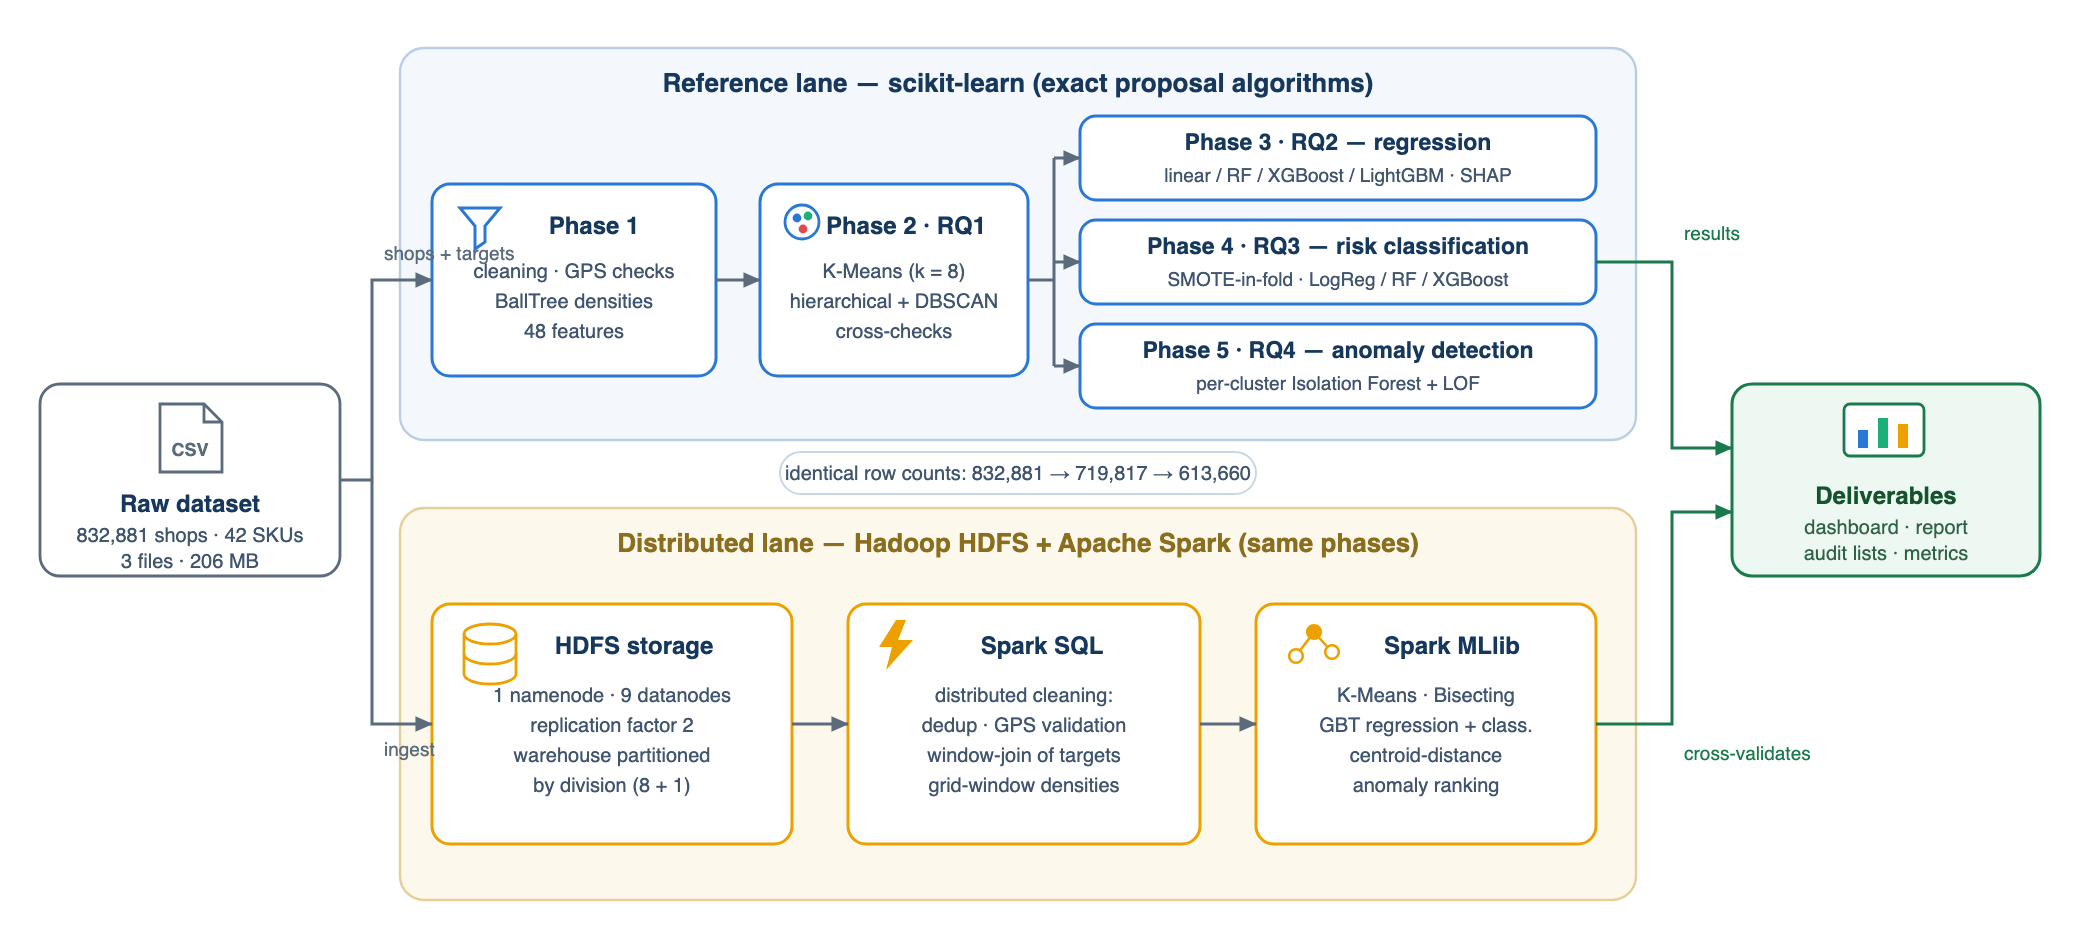 Reference lane — scikit-learn (exact proposal algorithms)
shops + targets
Phase 1
cleaning · GPS checks
BallTree densities
48 features
Phase 2 · RQ1
K-Means (k = 8)
hierarchical + DBSCAN
cross-checks
Phase 3 · RQ2 — regression
linear / RF / XGBoost / LightGBM · SHAP
Phase 4 · RQ3 — risk classification
SMOTE-in-fold · LogReg / RF / XGBoost
Phase 5 · RQ4 — anomaly detection
per-cluster Isolation Forest + LOF
results
CSV
Raw dataset
832,881 shops · 42 SKUs
3 files · 206 MB
identical row counts: 832,881 → 719,817 → 613,660
Deliverables
dashboard · report
audit lists · metrics
Distributed lane — Hadoop HDFS + Apache Spark (same phases)
ingest
HDFS storage
1 namenode · 9 datanodes
replication factor 2
warehouse partitioned
by division (8 + 1)
Spark SQL
distributed cleaning:
dedup · GPS validation
window-join of targets
grid-window densities
Spark MLlib
K-Means · Bisecting
GBT regression + class.
centroid-distance
anomaly ranking
cross-validates